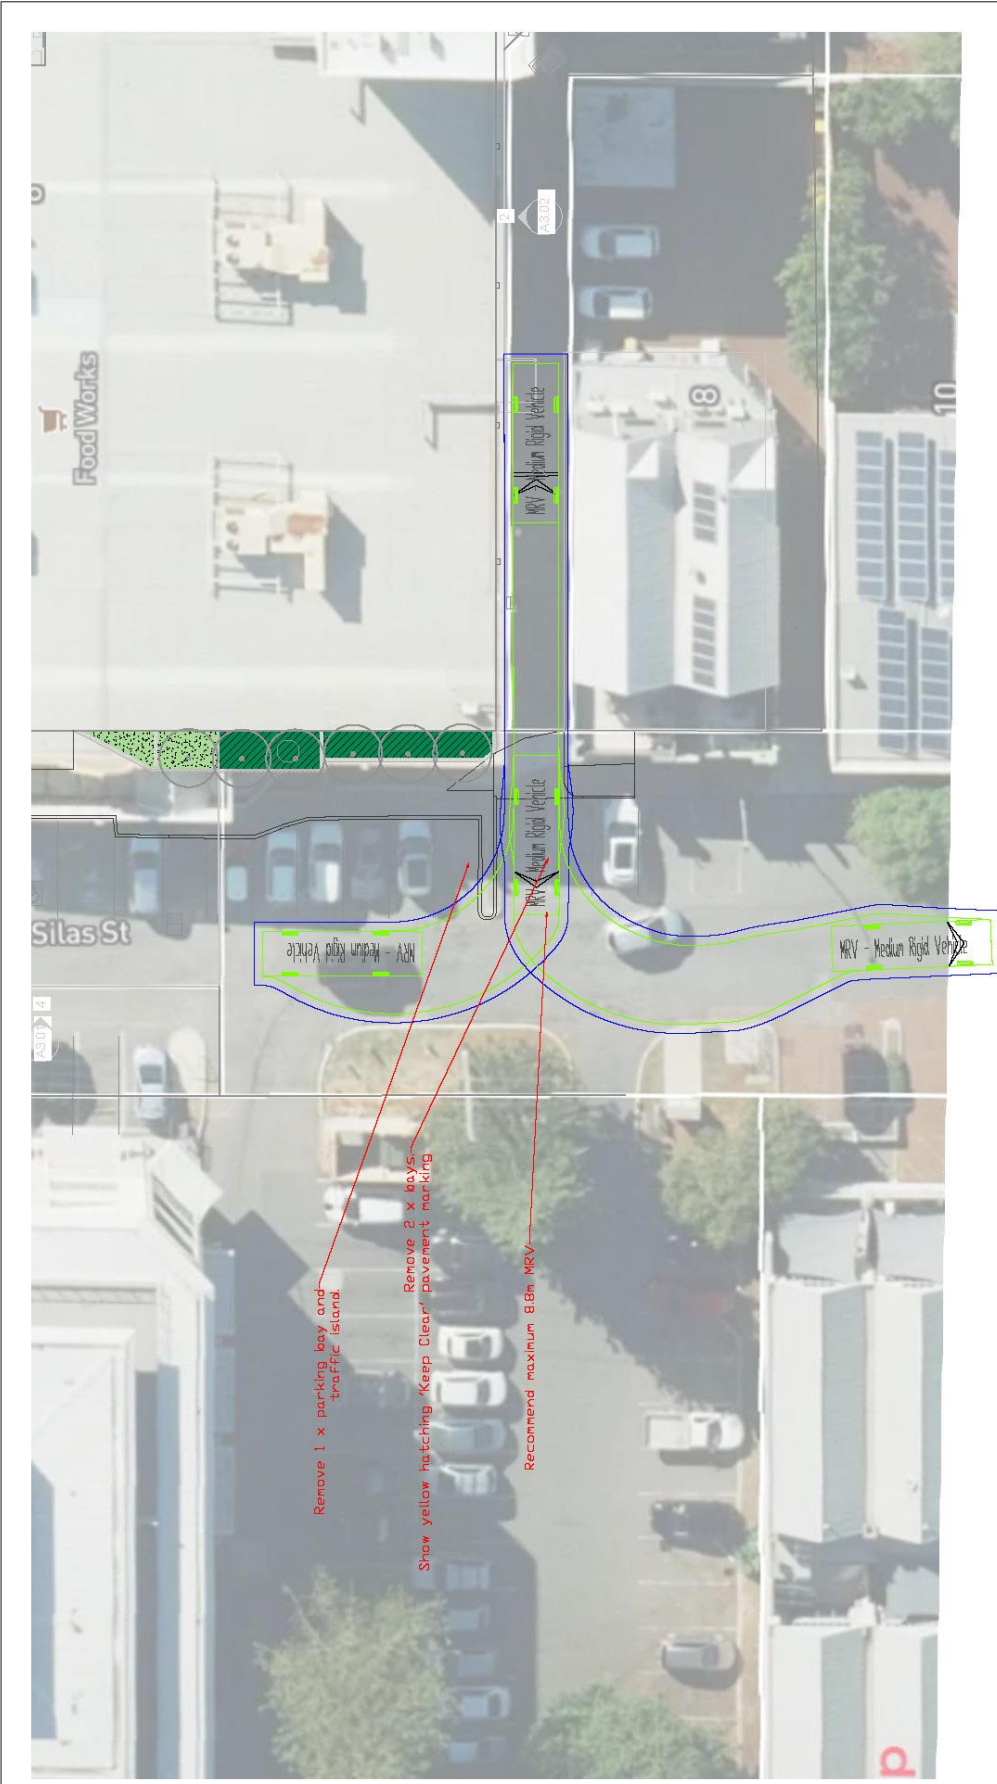 2
A3.02
Food Works
8
10
MRV - Medium Rigid Vehicle
MRV - Medium Rigid Vehicle
Silas St
MRV - Medium Rigid Vehicle
MRV - Medium Rigid Vehicle
A3.01
4
Remove 1 x parking bay and
traffic island.
Remove 2 x bays.
Show yellow hatching 'Keep Clear' pavement marking
Recommend maximum 8.8m MRV